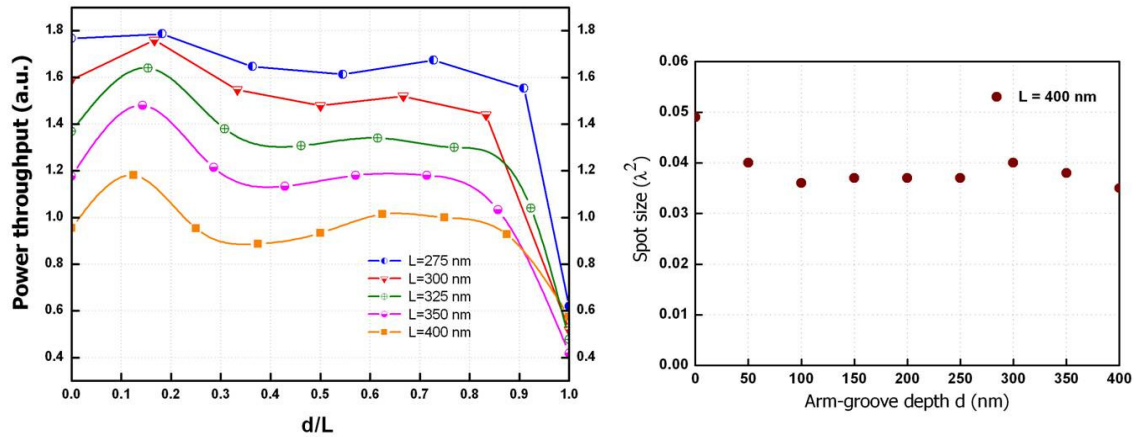 Power throughput (a.u.)
1.8
1.6
1.4
1.2
1.0
0.8
0.6
0.4
1.8
1.6
1.4
1.2
1.0
0.8
0.6
0.4
L=275 nm
L=300 nm
L=325 nm
L=350 nm
L=400 nm
0.0 0.1 0.2 0.3 0.4 0.5 0.6 0.7 0.8 0.9 1.0
d/L
Spot size (λ²)
0.06
0.05
0.04
0.03
0.02
0.01
0.00
L = 400 nm
0 50 100 150 200 250 300 350 400
Arm-groove depth d (nm)